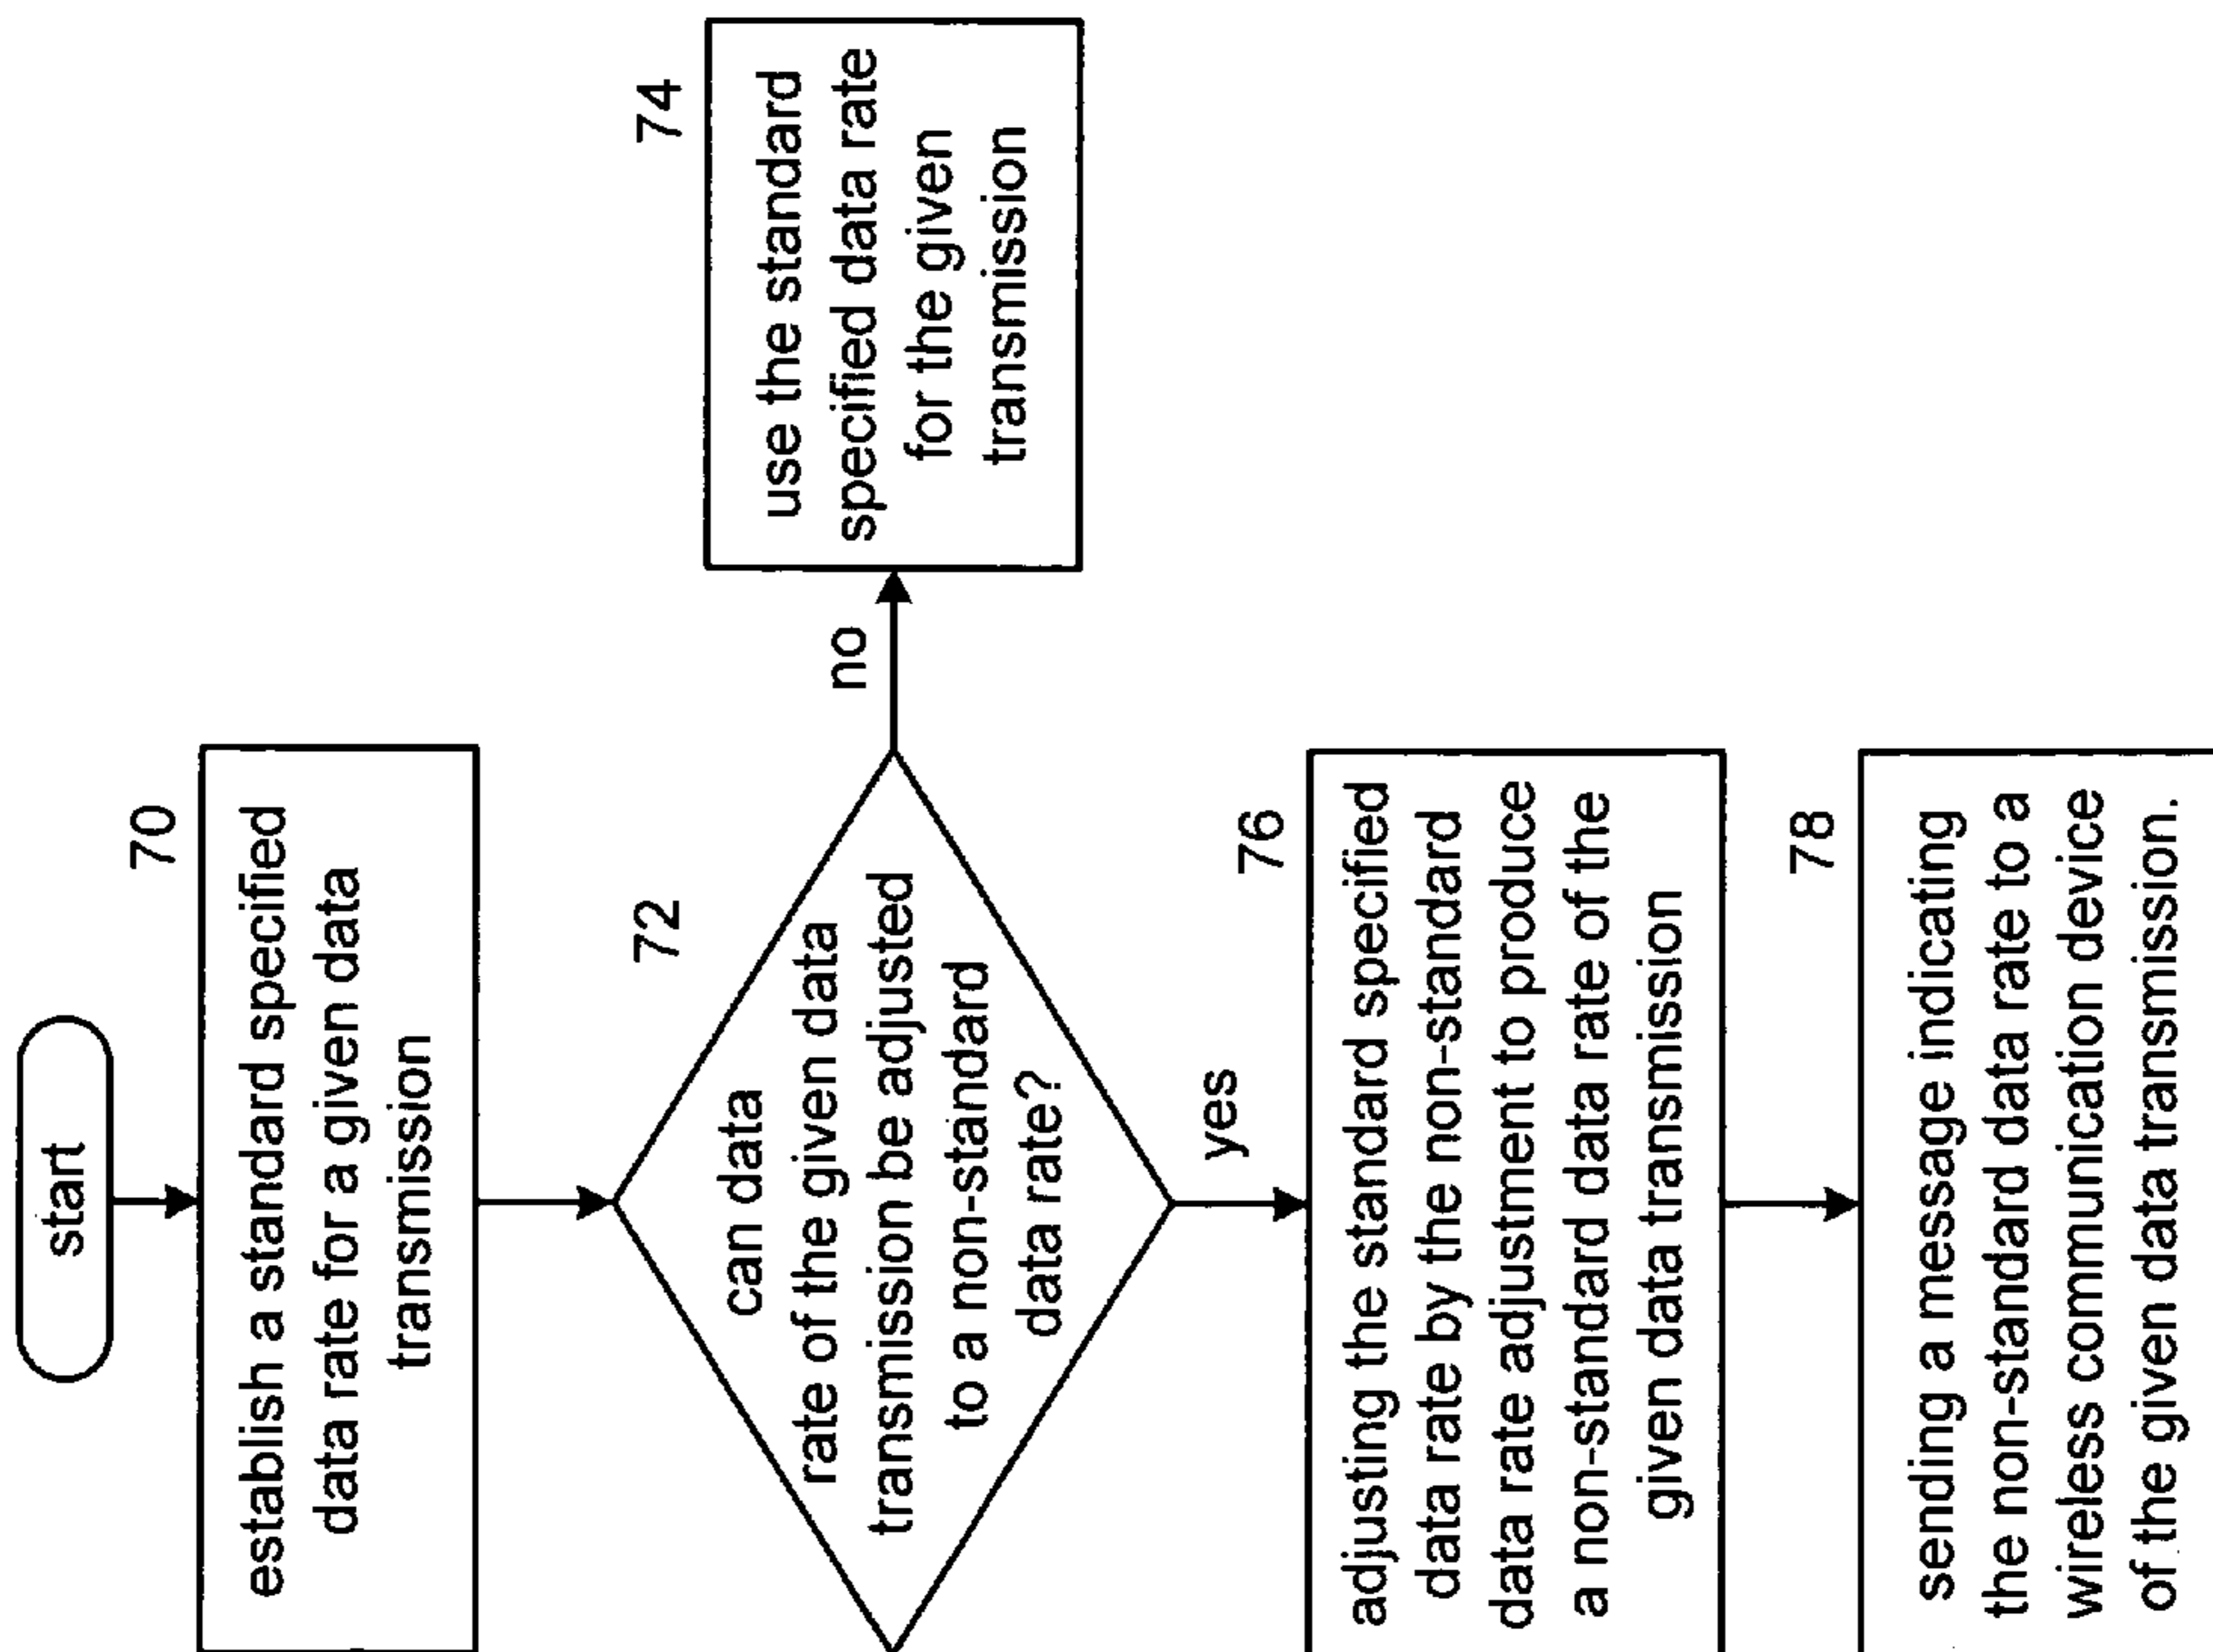 start
70
establish a standard specified
data rate for a given data
transmission
72
can data
rate of the given data
transmission be adjusted
to a non-standard
data rate?
no
74
use the standard
specified data rate
for the given
transmission
yes
76
adjusting the standard specified
data rate by the non-standard
data rate adjustment to produce
a non-standard data rate of the
given data transmission
78
sending a message indicating
the non-standard data rate to a
wireless communication device
of the given data transmission.